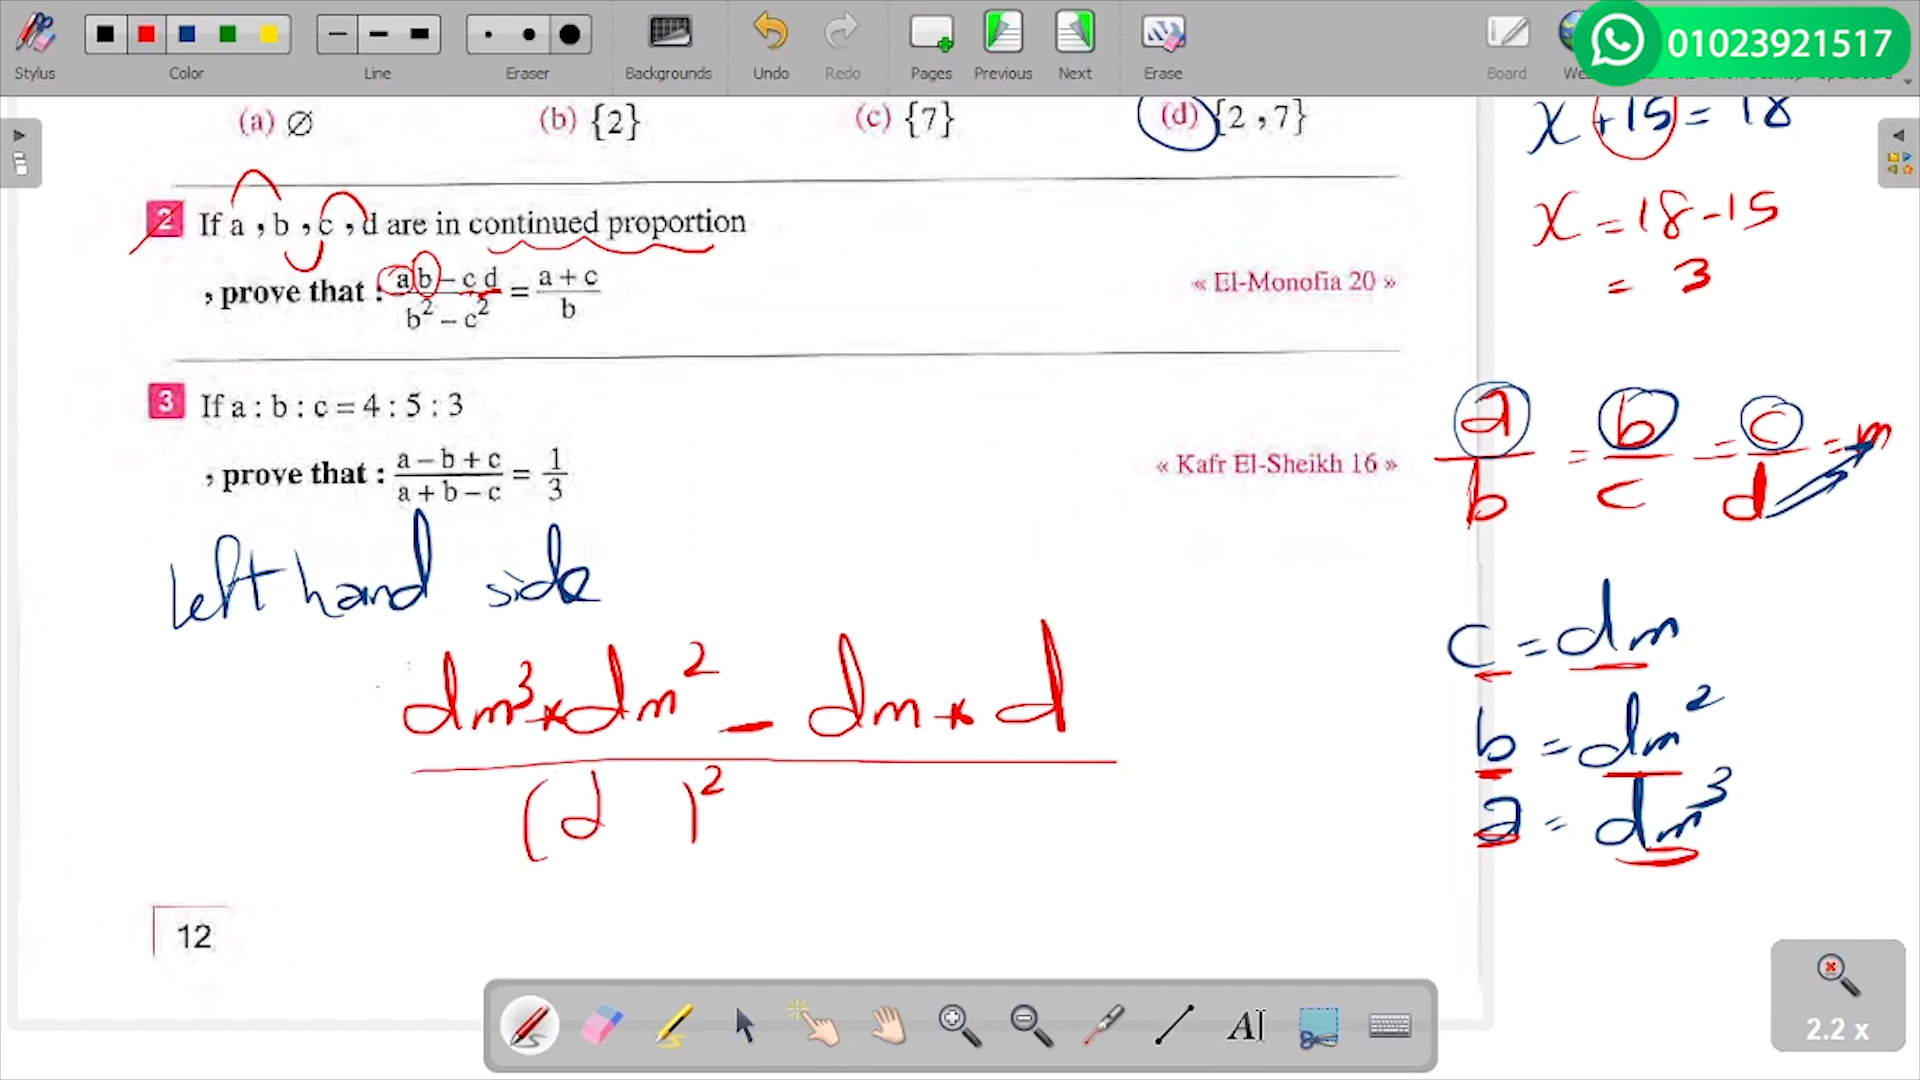 Stylus
Color
Line
Eraser
Backgrounds
Undo
Redo
Pages
Previous
Next
Erase
Board
01023921517
(a) ∅ (b) {2} (c) {7} (d) {2 , 7}
x + 15 = 18
x = 18 - 15
= 3
2 If a , b , c , d are in continued proportion
, prove that : (ab – cd)/(b² – c²) = (a + c)/b « El-Monofia 20 »
3 If a : b : c = 4 : 5 : 3
, prove that : (a – b + c)/(a + b – c) = 1/3 « Kafr El-Sheikh 16 »
a/b = b/c = c/d = m
left hand side
dm³ * dm² - dm * d
(d )²
c = dm
b = dm²
a = dm³
12
2.2 x